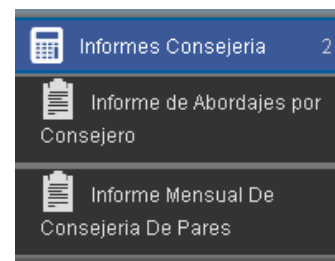 Informes Consejeria 2
Informe de Abordajes por
Consejero
Informe Mensual De
Consejeria De Pares